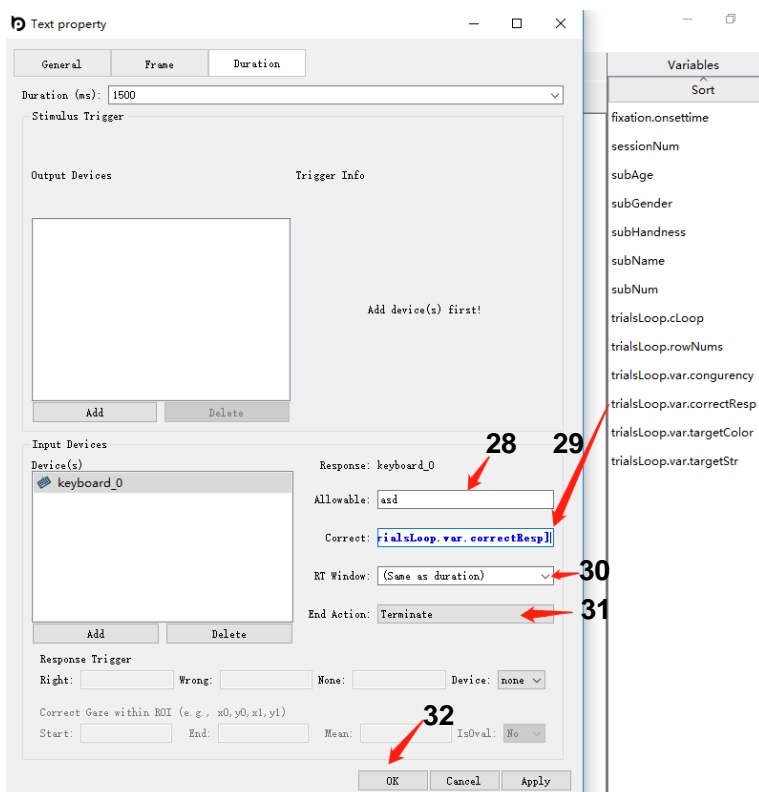 Text property
General Frame Duration
Duration (ms): 1500
Stimulus Trigger
Output Devices Trigger Info
Add device(s) first!
Add Delete
Input Devices
28 29
Device(s) Response: keyboard_0
keyboard_0
Allowable: asd
Correct: rialsLoop.var.correctResp]
RT Window: (Same as duration) 30
End Action: Terminate 31
Add Delete
Response Trigger
Right: Wrong: None: Device: none
Correct Gaze within ROI (e.g., x0,y0,x1,y1)
32
Start: End: Mean: IsOval: No
OK Cancel Apply
Variables
Sort
fixation.onsettime
sessionNum
subAge
subGender
subHandness
subName
subNum
trialsLoop.cLoop
trialsLoop.rowNums
trialsLoop.var.congurency
trialsLoop.var.correctResp
trialsLoop.var.targetColor
trialsLoop.var.targetStr